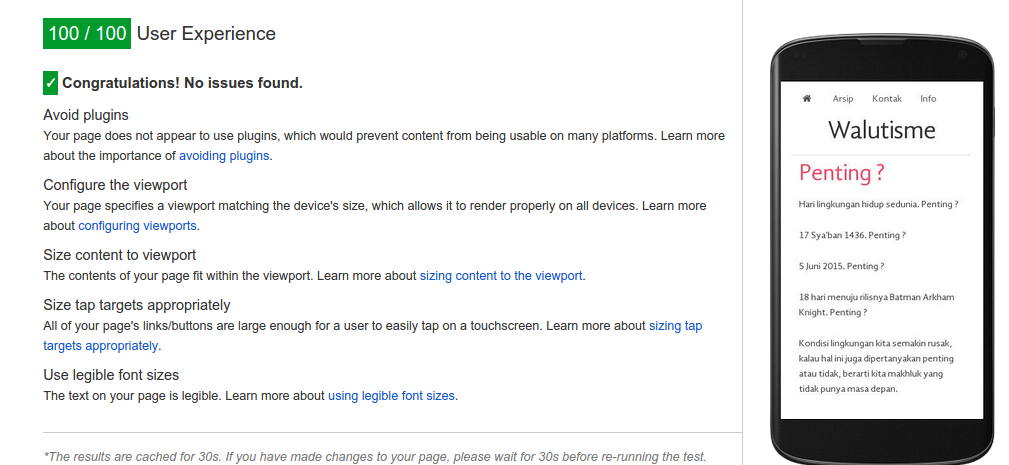 100 / 100 User Experience
✓ Congratulations! No issues found.
Avoid plugins
Your page does not appear to use plugins, which would prevent content from being usable on many platforms. Learn more
about the importance of avoiding plugins.
Configure the viewport
Your page specifies a viewport matching the device's size, which allows it to render properly on all devices. Learn more
about configuring viewports.
Size content to viewport
The contents of your page fit within the viewport. Learn more about sizing content to the viewport.
Size tap targets appropriately
All of your page's links/buttons are large enough for a user to easily tap on a touchscreen. Learn more about sizing tap
targets appropriately.
Use legible font sizes
The text on your page is legible. Learn more about using legible font sizes.
*The results are cached for 30s. If you have made changes to your page, please wait for 30s before re-running the test.
Arsip Kontak Info
Walutisme
Penting ?
Hari lingkungan hidup sedunia. Penting ?
17 Sya'ban 1436. Penting ?
5 Juni 2015. Penting ?
18 hari menuju rilisnya Batman Arkham
Knight. Penting ?
Kondisi lingkungan kita semakin rusak,
kalau hal ini juga dipertanyakan penting
atau tidak, berarti kita makhluk yang
tidak punya masa depan.